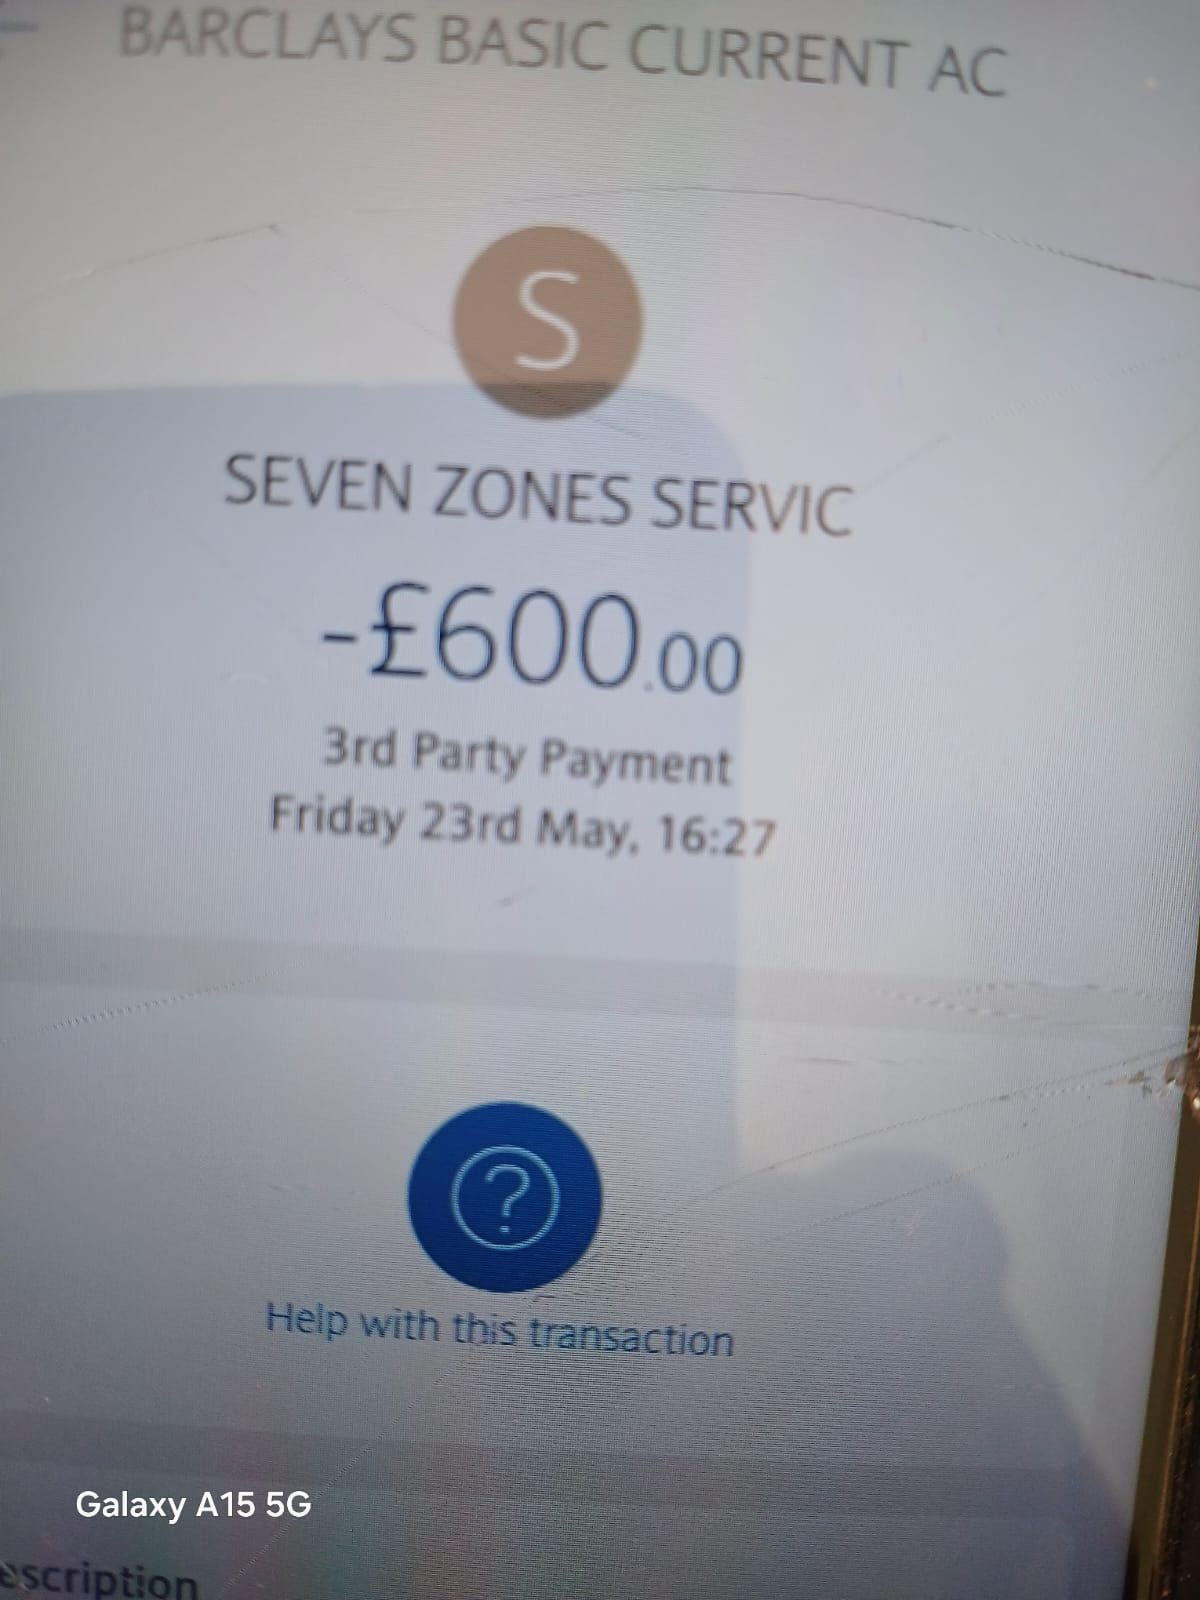 BARCLAYS BASIC CURRENT AC
S
SEVEN ZONES SERVIC
-£600.00
3rd Party Payment
Friday 23rd May, 16:27
?
Help with this transaction
Galaxy A15 5G
escription